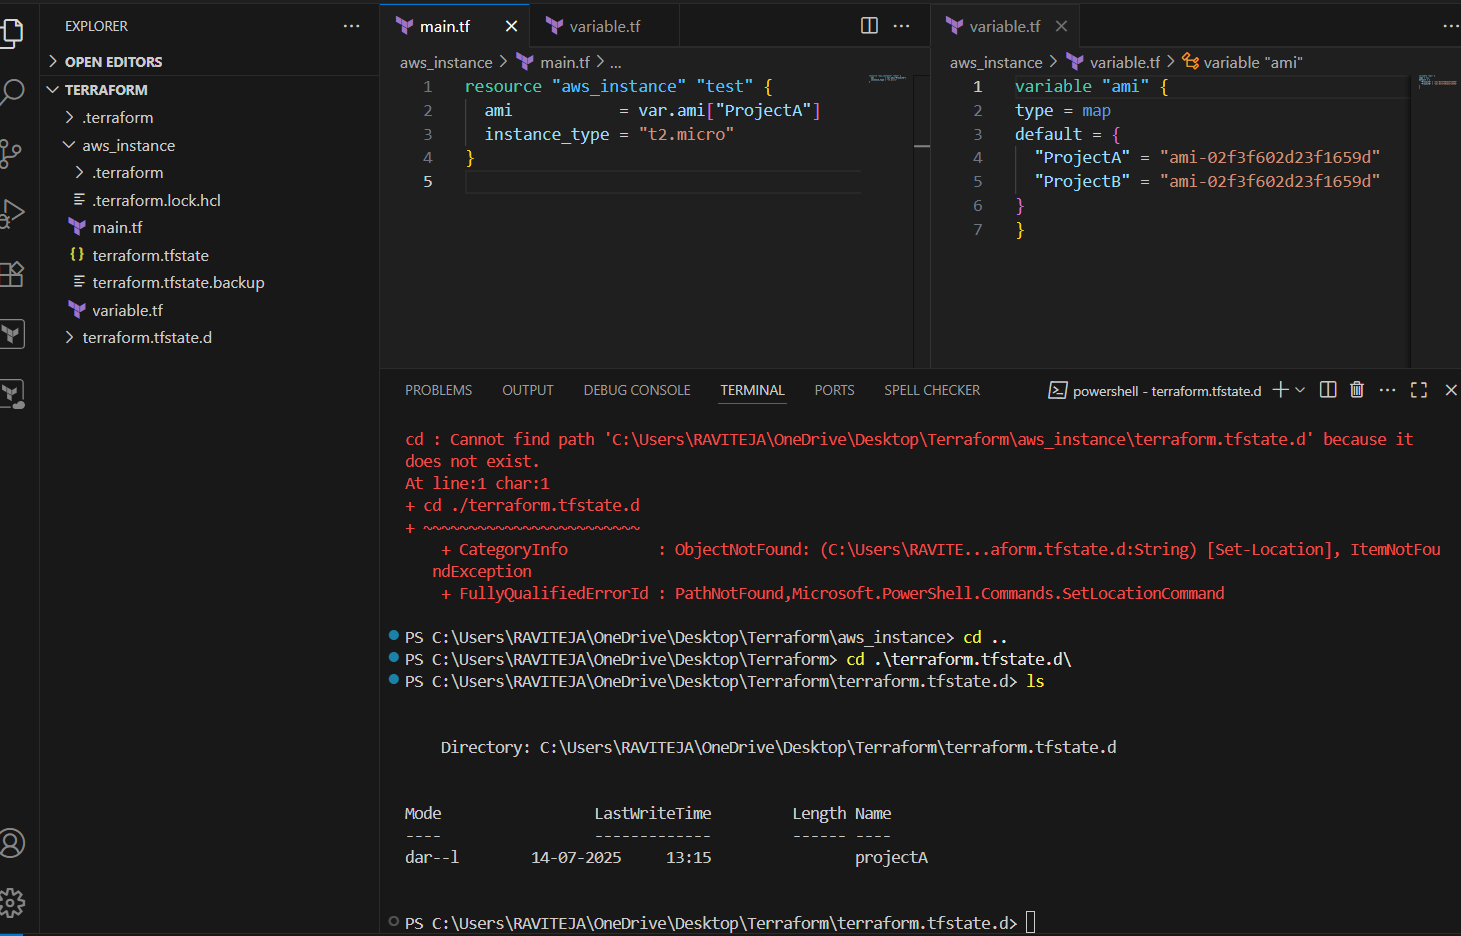 EXPLORER
OPEN EDITORS
TERRAFORM
.terraform
aws_instance
.terraform
.terraform.lock.hcl
main.tf
terraform.tfstate
terraform.tfstate.backup
variable.tf
terraform.tfstate.d
main.tf
variable.tf
aws_instance > main.tf > ...
1 resource "aws_instance" "test" {
2 ami = var.ami["ProjectA"]
3 instance_type = "t2.micro"
4 }
5
variable.tf
aws_instance > variable.tf > variable "ami"
1 variable "ami" {
2 type = map
3 default = {
4 "ProjectA" = "ami-02f3f602d23f1659d"
5 "ProjectB" = "ami-02f3f602d23f1659d"
6 }
7 }
PROBLEMS OUTPUT DEBUG CONSOLE TERMINAL PORTS SPELL CHECKER powershell - terraform.tfstate.d
cd : Cannot find path 'C:\Users\RAVITEJA\OneDrive\Desktop\Terraform\aws_instance\terraform.tfstate.d' because it
does not exist.
At line:1 char:1
+ cd ./terraform.tfstate.d
+ ~~~~~~~~~~~~~~~~~~~~~~~~
+ CategoryInfo : ObjectNotFound: (C:\Users\RAVITE...aform.tfstate.d:String) [Set-Location], ItemNotFou
ndException
+ FullyQualifiedErrorId : PathNotFound,Microsoft.PowerShell.Commands.SetLocationCommand
PS C:\Users\RAVITEJA\OneDrive\Desktop\Terraform\aws_instance> cd ..
PS C:\Users\RAVITEJA\OneDrive\Desktop\Terraform> cd .\terraform.tfstate.d\
PS C:\Users\RAVITEJA\OneDrive\Desktop\Terraform\terraform.tfstate.d> ls
Directory: C:\Users\RAVITEJA\OneDrive\Desktop\Terraform\terraform.tfstate.d
Mode LastWriteTime Length Name
---- ------------- ------ ----
dar--l 14-07-2025 13:15 projectA
PS C:\Users\RAVITEJA\OneDrive\Desktop\Terraform\terraform.tfstate.d>